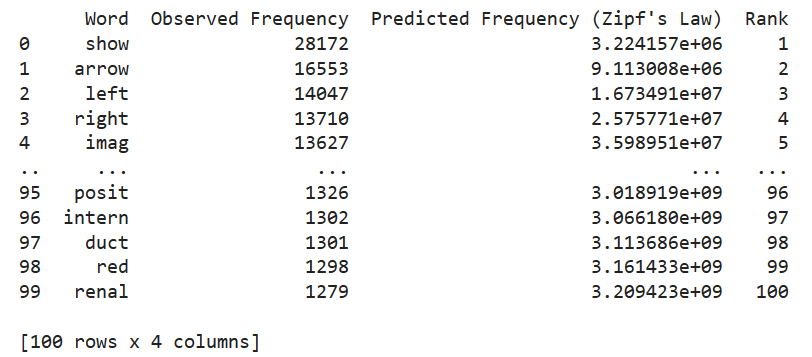 Word Observed Frequency Predicted Frequency (Zipf's Law) Rank
0 show 28172 3.224157e+06 1
1 arrow 16553 9.113008e+06 2
2 left 14047 1.673491e+07 3
3 right 13710 2.575771e+07 4
4 imag 13627 3.598951e+07 5
.. ... ... ... ...
95 posit 1326 3.018919e+09 96
96 intern 1302 3.066180e+09 97
97 duct 1301 3.113686e+09 98
98 red 1298 3.161433e+09 99
99 renal 1279 3.209423e+09 100
[100 rows x 4 columns]